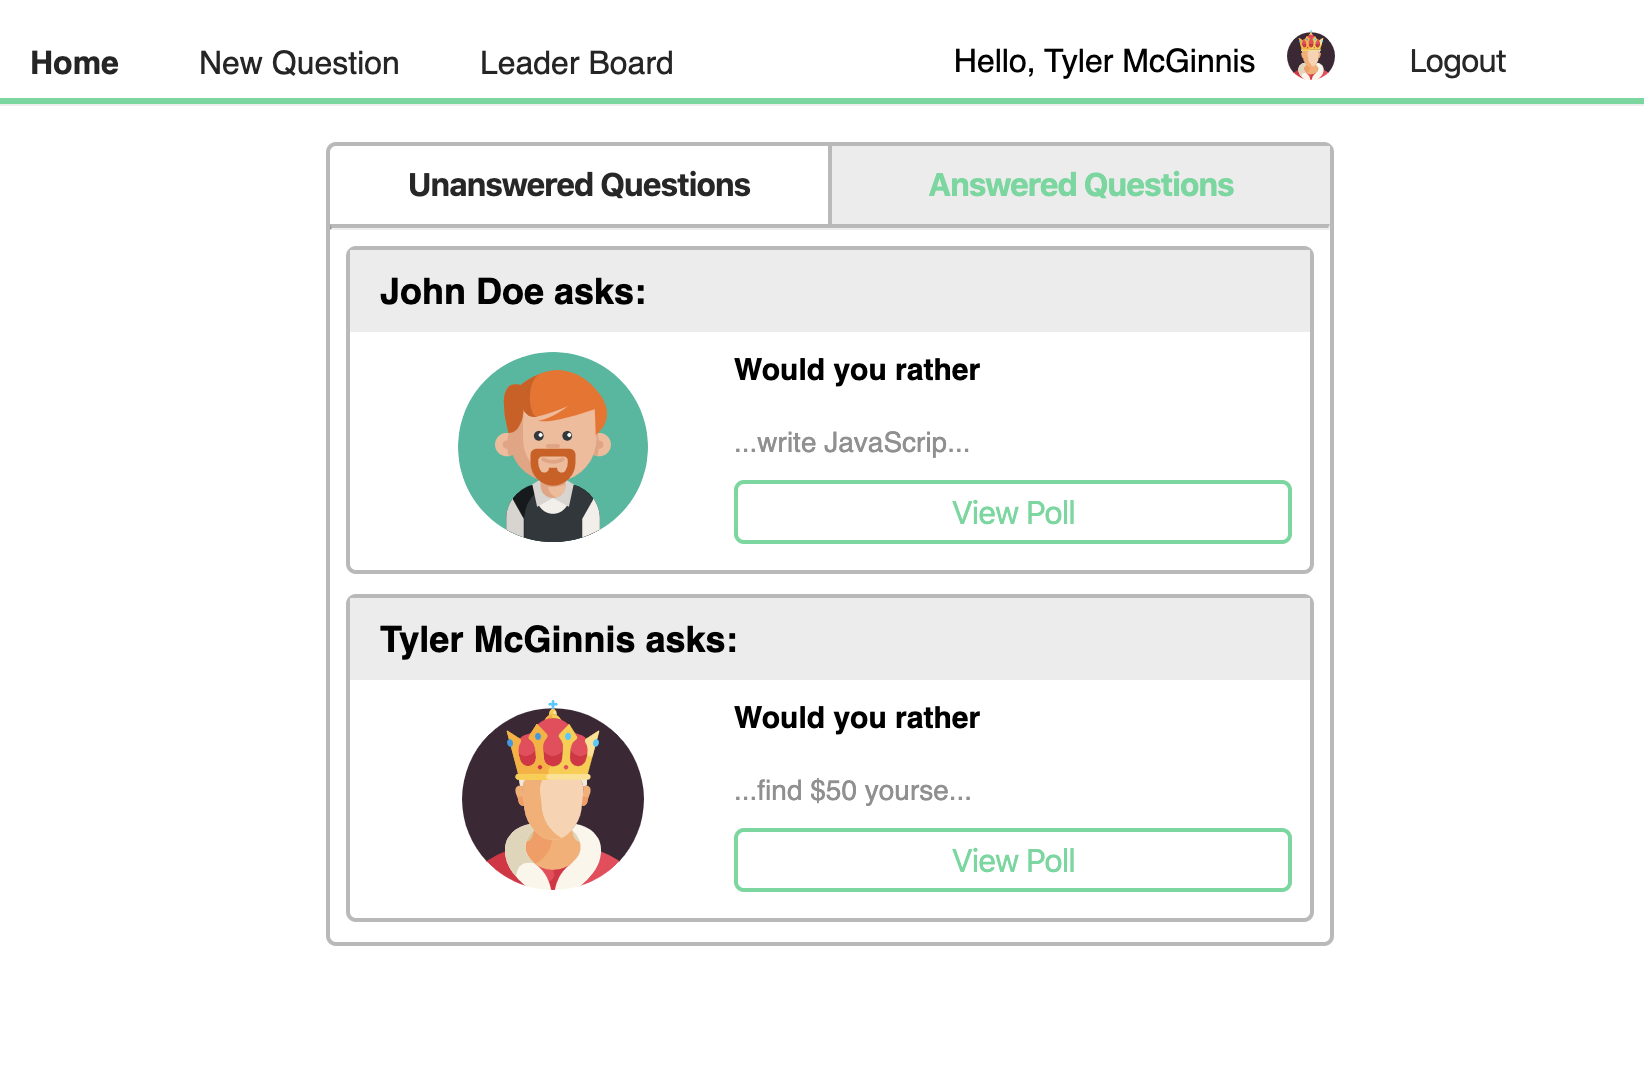 Home New Question Leader Board Hello, Tyler McGinnis Logout
Unanswered Questions Answered Questions
John Doe asks:
Would you rather
...write JavaScrip...
View Poll
Tyler McGinnis asks:
Would you rather
...find $50 yourse...
View Poll